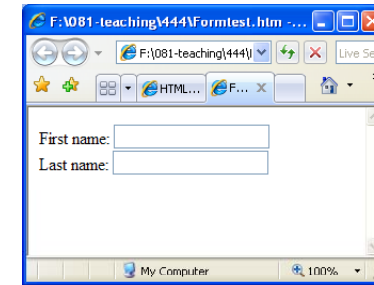 F:\081-teaching\444\Formtest.htm -...
F:\081-teaching\444\
Live Se
HTML... F...
First name:
Last name:
My Computer 100%